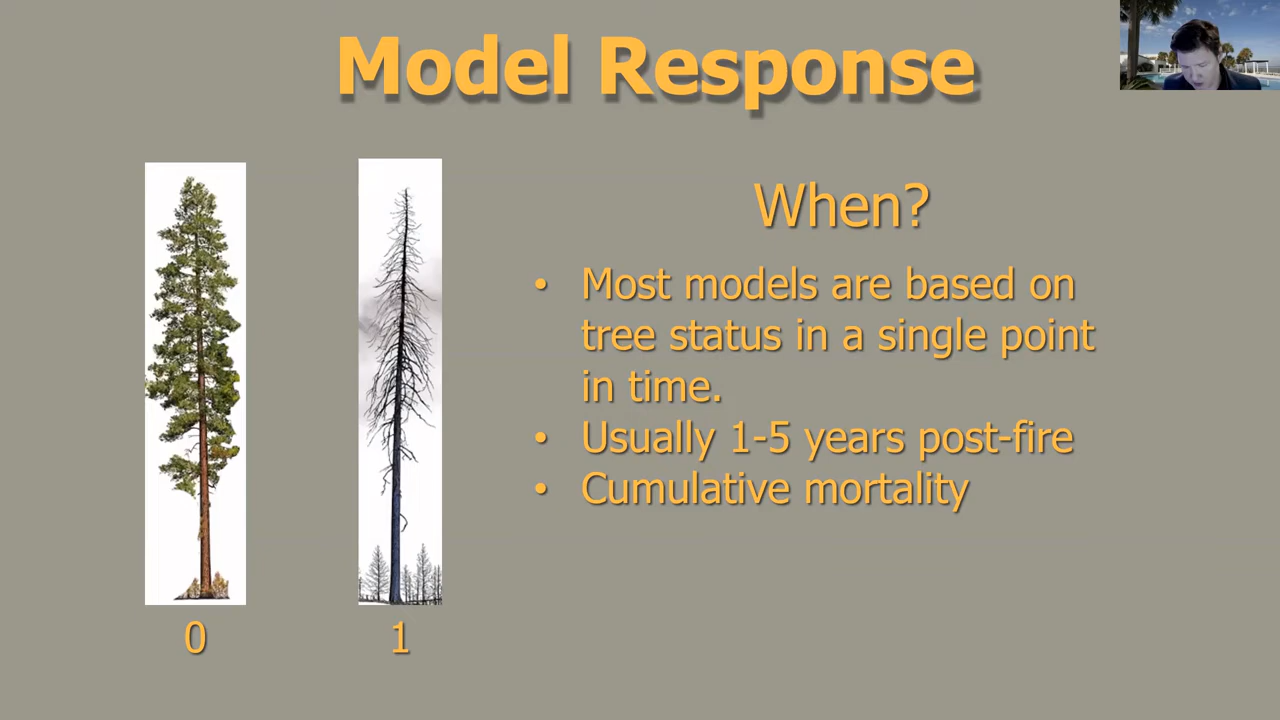 Model Response
When?
• Most models are based on
tree status in a single point
in time.
• Usually 1-5 years post-fire
• Cumulative mortality
0
1